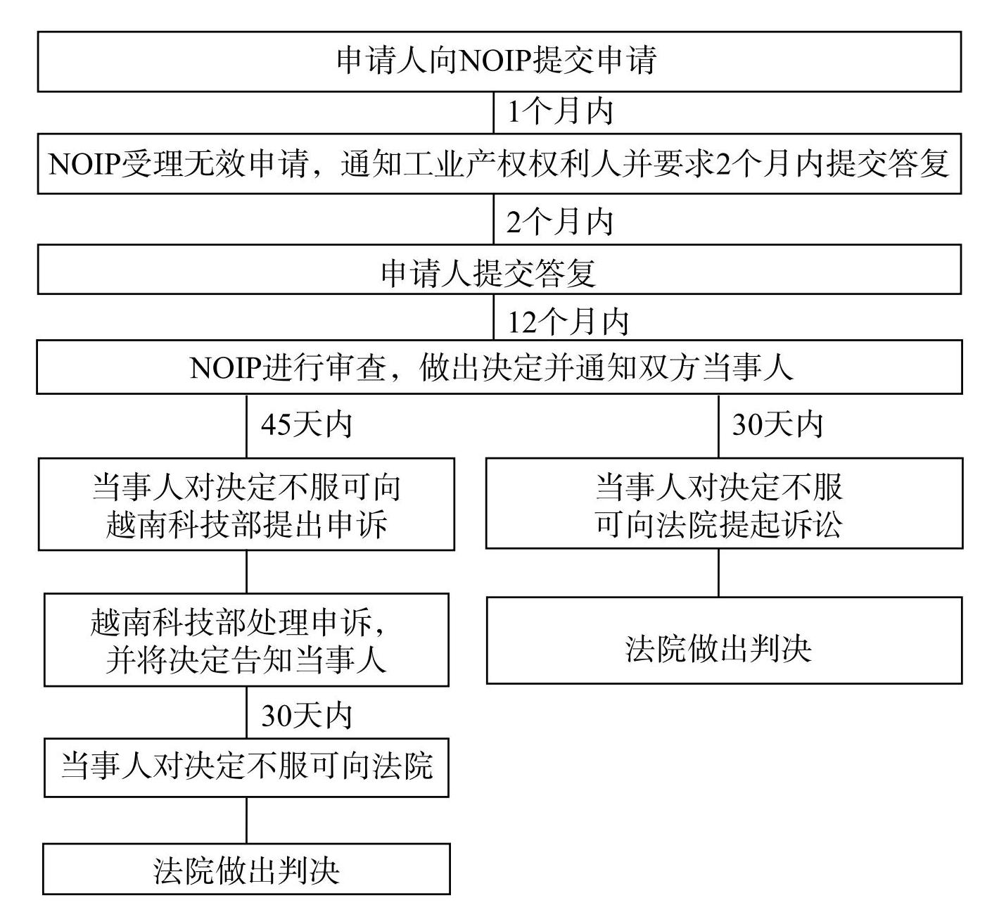 申请人向NOIP提交申请
1个月内
NOIP受理无效申请，通知工业产权权利人并要求2个月内提交答复
2个月内
申请人提交答复
12个月内
NOIP进行审查，做出决定并通知双方当事人
45天内
30天内
当事人对决定不服可向
越南科技部提出申诉
当事人对决定不服
可向法院提起诉讼
越南科技部处理申诉，
并将决定告知当事人
法院做出判决
30天内
当事人对决定不服可向法院
法院做出判决